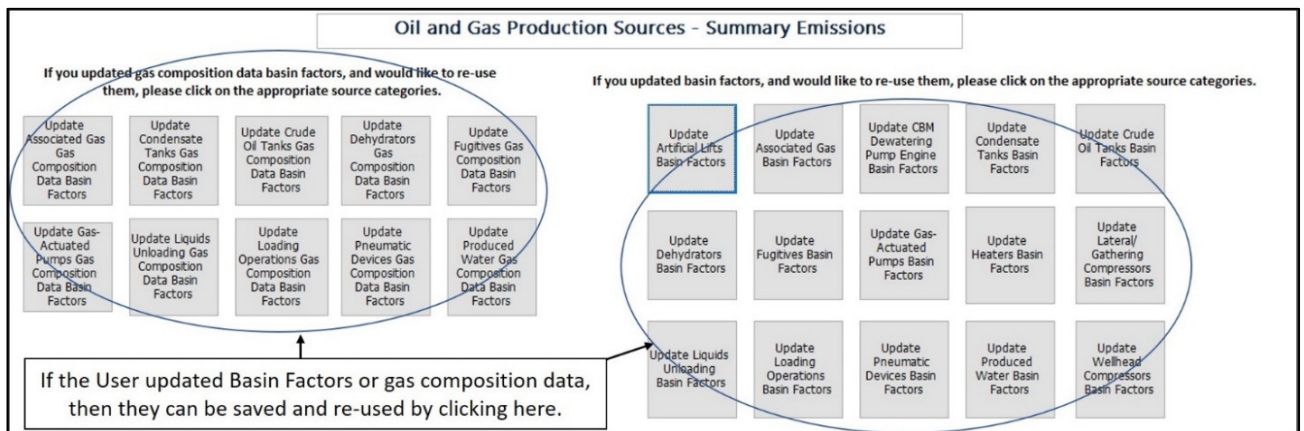 Oil and Gas Production Sources - Summary Emissions
If you updated gas composition data basin factors, and would like to re-use
them, please click on the appropriate source categories.
Update
Associated Gas
Gas
Composition
Data Basin
Factors
Update
Condensate
Tanks Gas
Composition
Data Basin
Factors
Update Crude
Oil Tanks Gas
Composition
Data Basin
Factors
Update
Dehydrators
Gas
Composition
Data Basin
Factors
Update
Fugitives Gas
Composition
Data Basin
Factors
Update Gas-
Actuated
Pumps Gas
Composition
Data Basin
Factors
Update Liquids
Unloading Gas
Composition
Data Basin
Factors
Update
Loading
Operations Gas
Composition
Data Basin
Factors
Update
Pneumatic
Devices Gas
Composition
Data Basin
Factors
Update
Produced
Water Gas
Composition
Data Basin
Factors
If you updated basin factors, and would like to re-use them, please click on the appropriate source categories.
Update
Artificial Lifts
Basin Factors
Update
Associated Gas
Basin Factors
Update CBM
Dewatering
Pump Engine
Basin Factors
Update
Condensate
Tanks Basin
Factors
Update Crude
Oil Tanks Basin
Factors
Update
Dehydrators
Basin Factors
Update
Fugitives Basin
Factors
Update Gas-
Actuated
Pumps Basin
Factors
Update
Heaters Basin
Factors
Update
Lateral/
Gathering
Compressors
Basin Factors
Update Liquids
Unloading
Basin Factors
Update
Loading
Operations
Basin Factors
Update
Pneumatic
Devices Basin
Factors
Update
Produced
Water Basin
Factors
Update
Wellhead
Compressors
Basin Factors
If the User updated Basin Factors or gas composition data,
then they can be saved and re-used by clicking here.